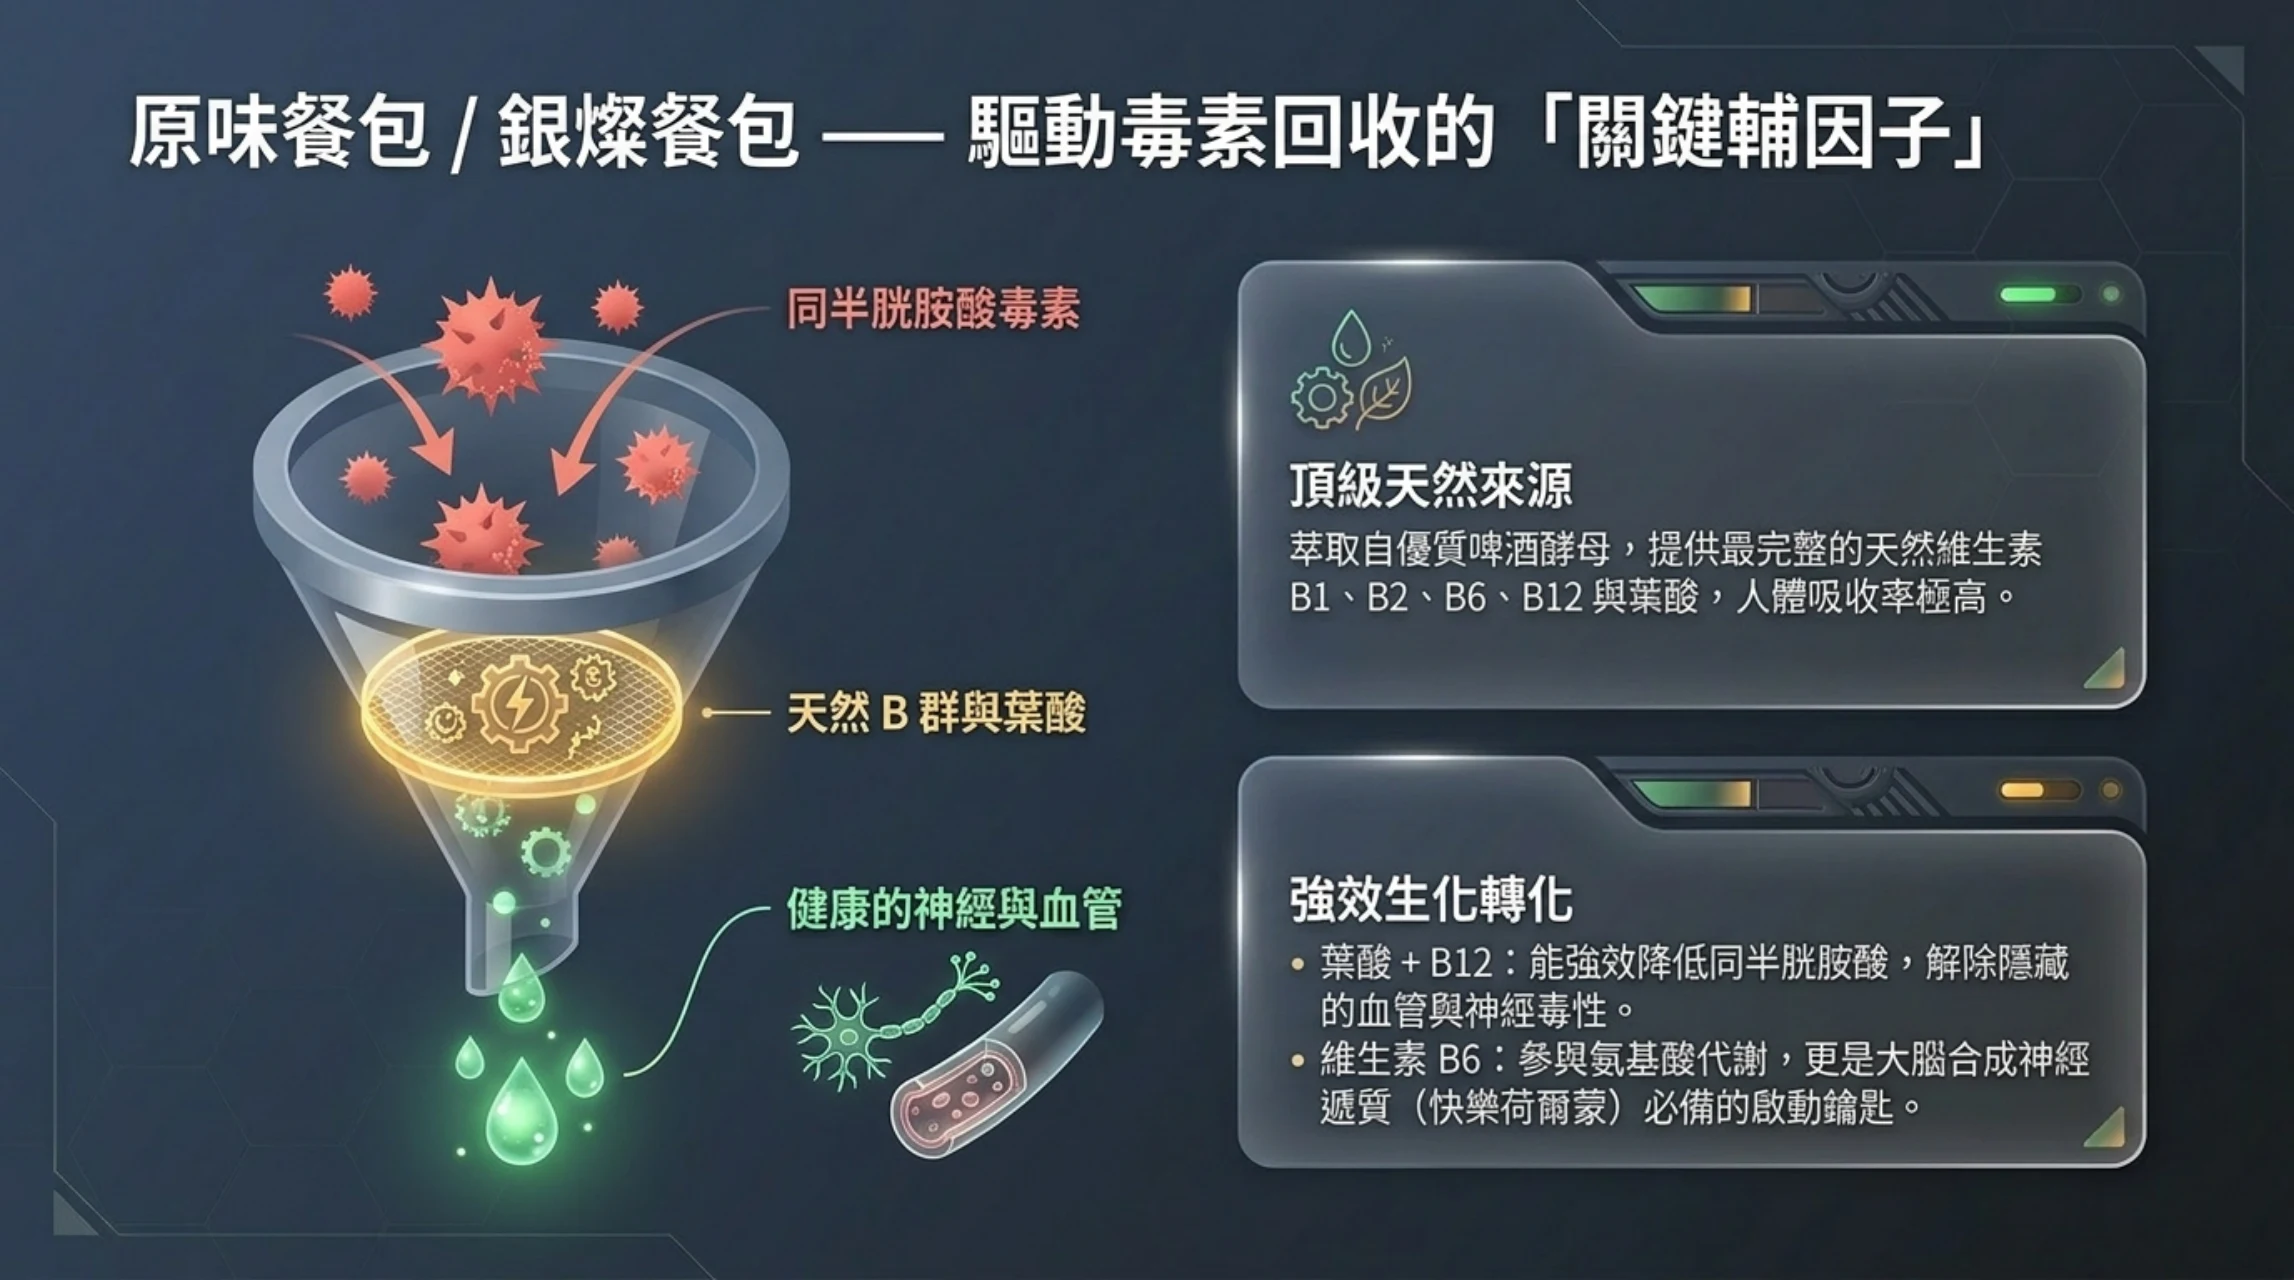 原味餐包 / 銀燦餐包 —— 驅動毒素回收的「關鍵輔因子」
同半胱胺酸毒素
天然 B 群與葉酸
健康的神經與血管
頂級天然來源
萃取自優質啤酒酵母，提供最完整的天然維生素
B1、B2、B6、B12 與葉酸，人體吸收率極高。
強效生化轉化
• 葉酸 + B12：能強效降低同半胱胺酸，解除隱藏
的血管與神經毒性。
• 維生素 B6：參與氨基酸代謝，更是大腦合成神經
遞質（快樂荷爾蒙）必備的啟動鑰匙。